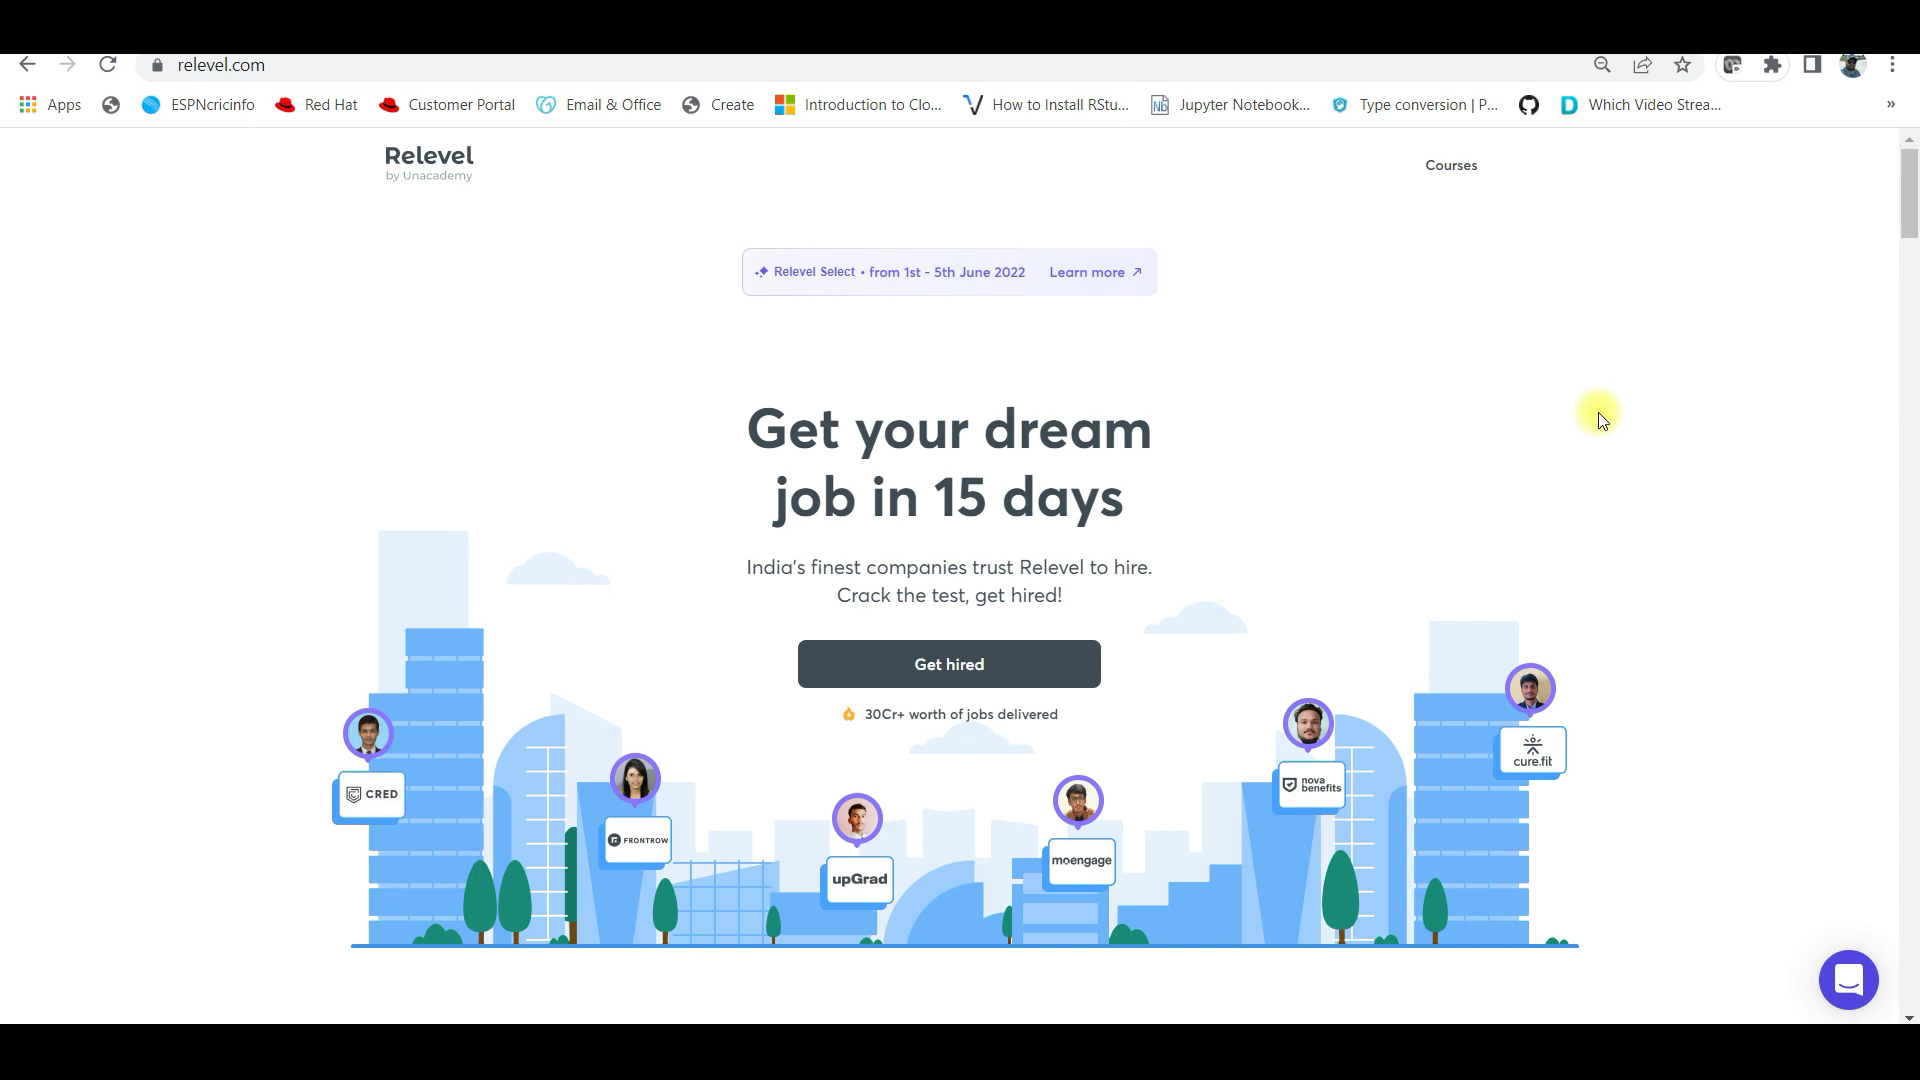 relevel.com
Apps
ESPNcricinfo
Red Hat
Customer Portal
Email & Office
Create
Introduction to Clo...
How to Install RStu...
Jupyter Notebook...
Type conversion | P...
Which Video Strea...
»
Relevel
by Unacademy
Courses
Relevel Select • from 1st - 5th June 2022 Learn more ↗
Get your dream
job in 15 days
India's finest companies trust Relevel to hire.
Crack the test, get hired!
Get hired
30Cr+ worth of jobs delivered
CRED
FRONTROW
upGrad
moengage
nova
benefits
cure.fit